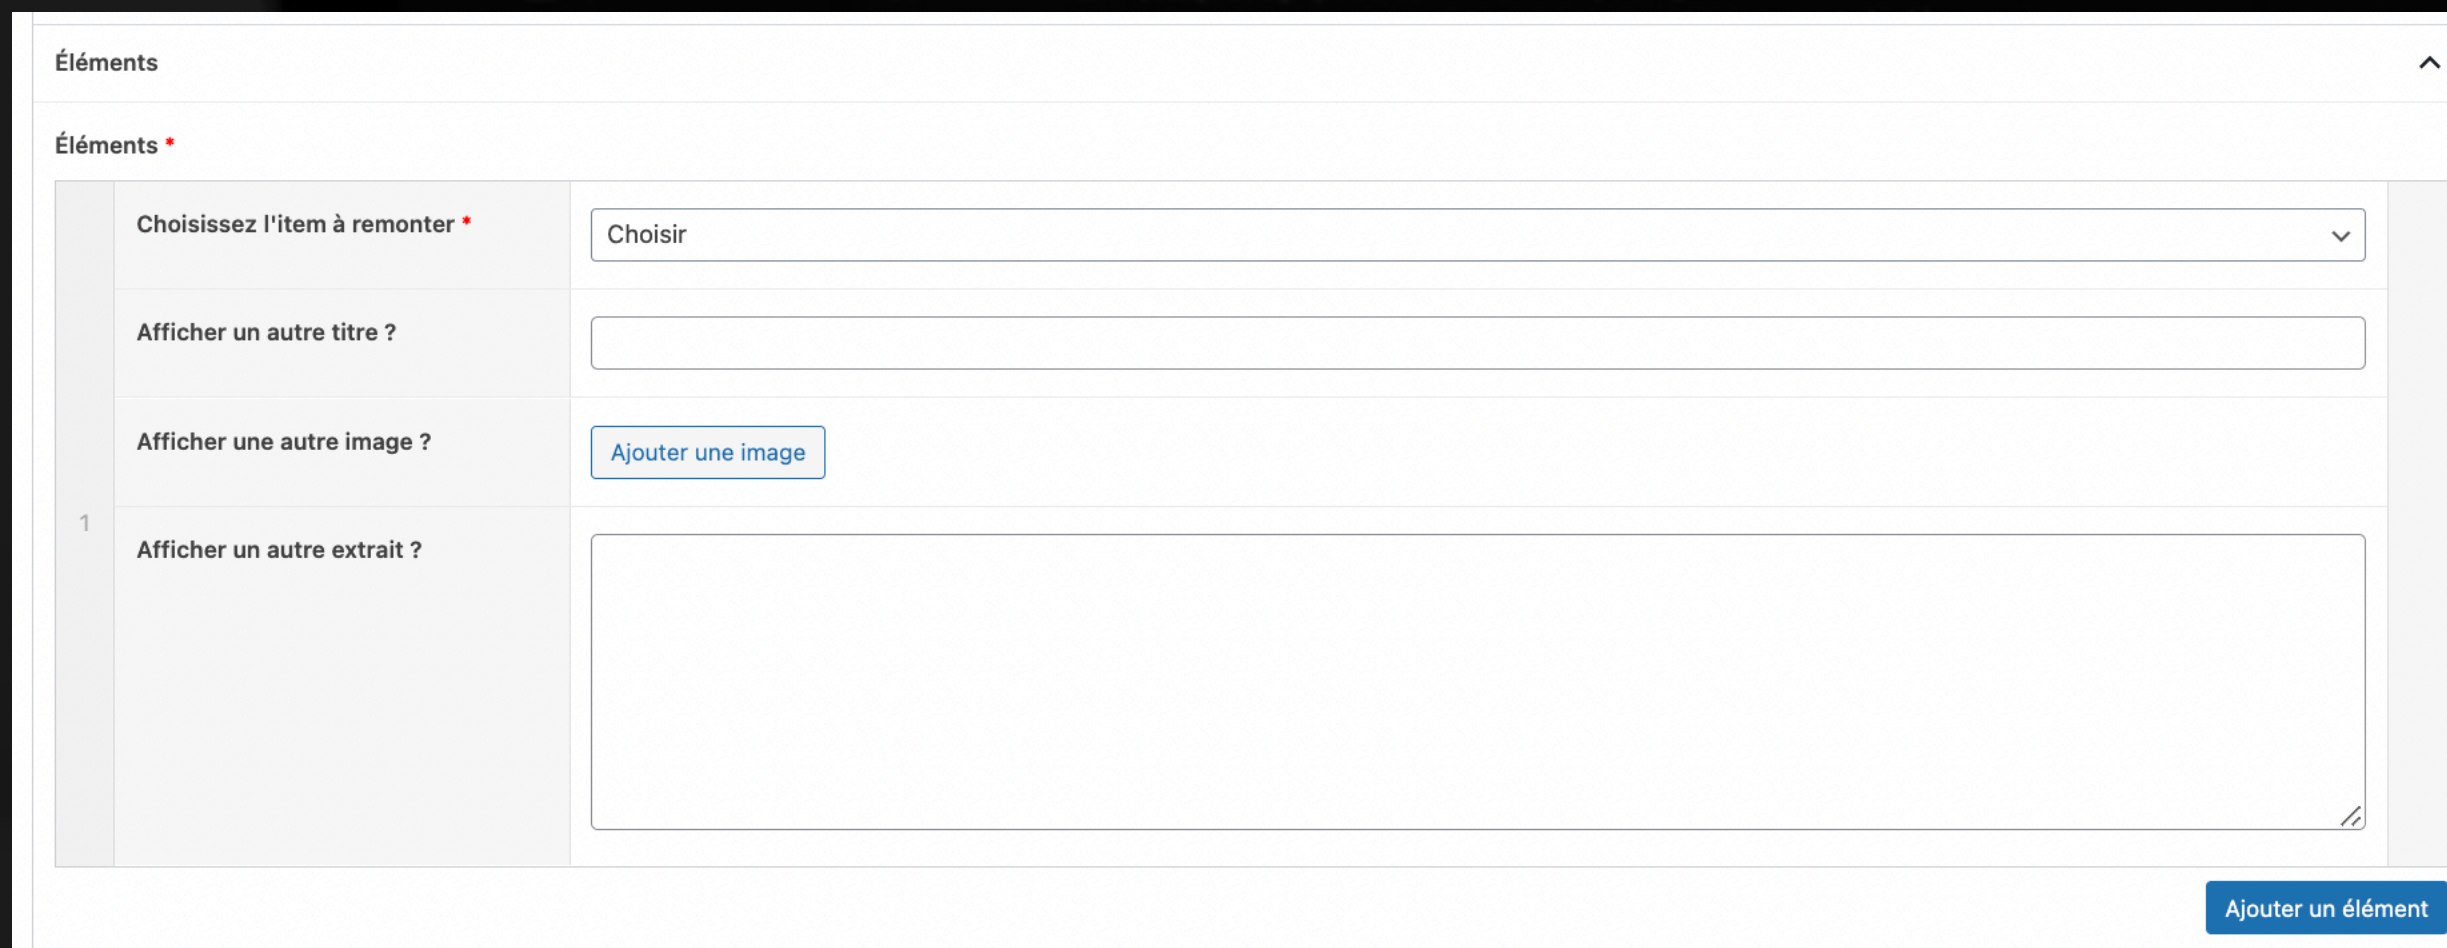 Éléments
Éléments *
Choisissez l'item à remonter *
Choisir
Afficher un autre titre ?
Afficher une autre image ?
Ajouter une image
1
Afficher un autre extrait ?
Ajouter un élément